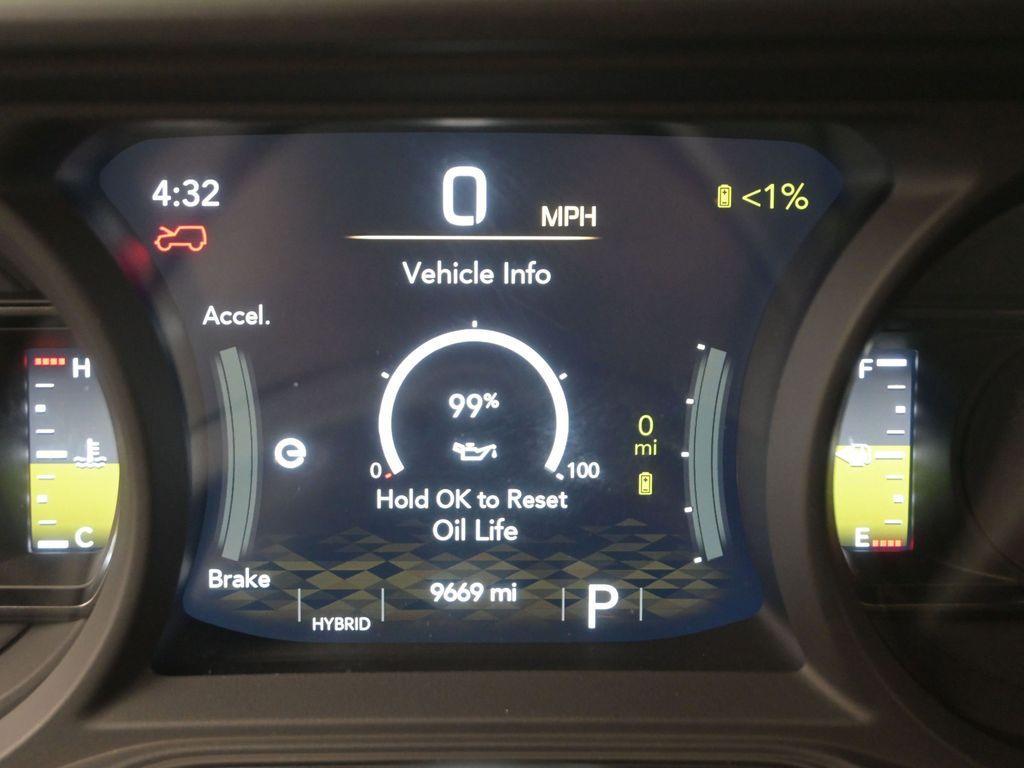 4:32
0 MPH
<1%
Vehicle Info
Accel.
H
F
99%
0
mi
0
100
Hold OK to Reset
Oil Life
C
E
Brake
9669 mi
HYBRID
P